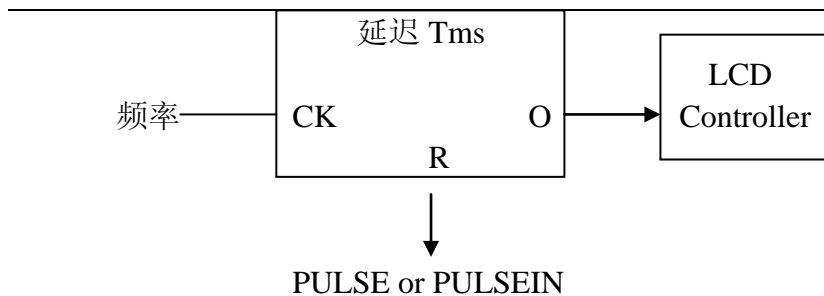 延迟 Tms
LCD
频率
CK
O
Controller
R
PULSE or PULSEIN